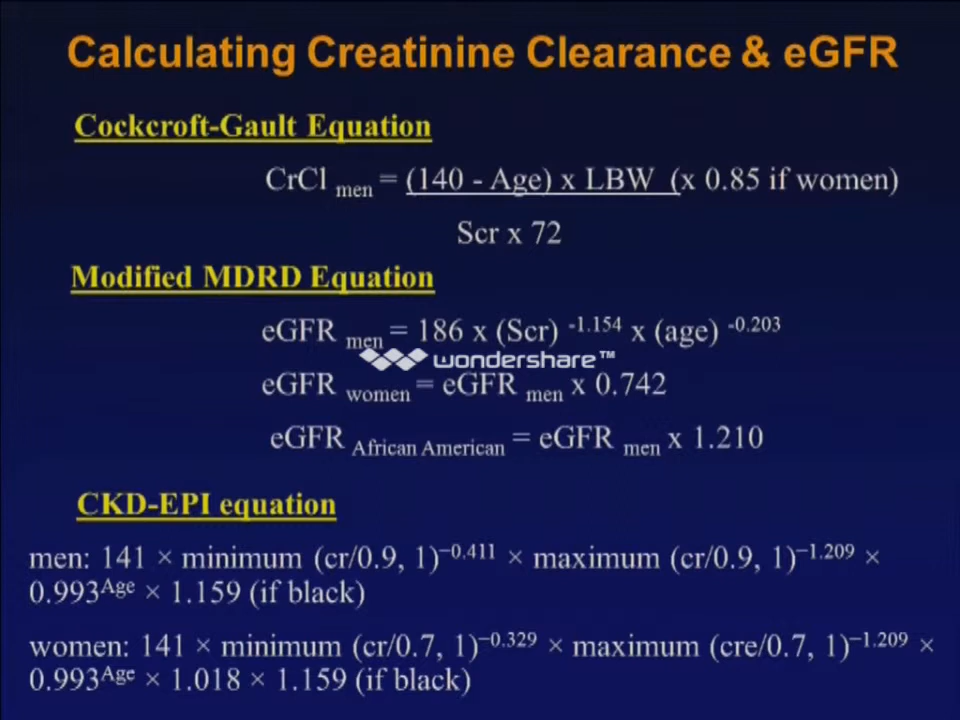 Calculating Creatinine Clearance & eGFR
Cockcroft-Gault Equation
CrCl men = (140 - Age) x LBW (x 0.85 if women)
Scr x 72
Modified MDRD Equation
eGFR men = 186 x (Scr) -1.154 x (age) -0.203
wondershare™
eGFR women = eGFR men x 0.742
eGFR African American = eGFR men x 1.210
CKD-EPI equation
men: 141 × minimum (cr/0.9, 1)−0.411 × maximum (cr/0.9, 1)−1.209 ×
0.993Age × 1.159 (if black)
women: 141 × minimum (cr/0.7, 1)−0.329 × maximum (cre/0.7, 1)−1.209 ×
0.993Age × 1.018 × 1.159 (if black)